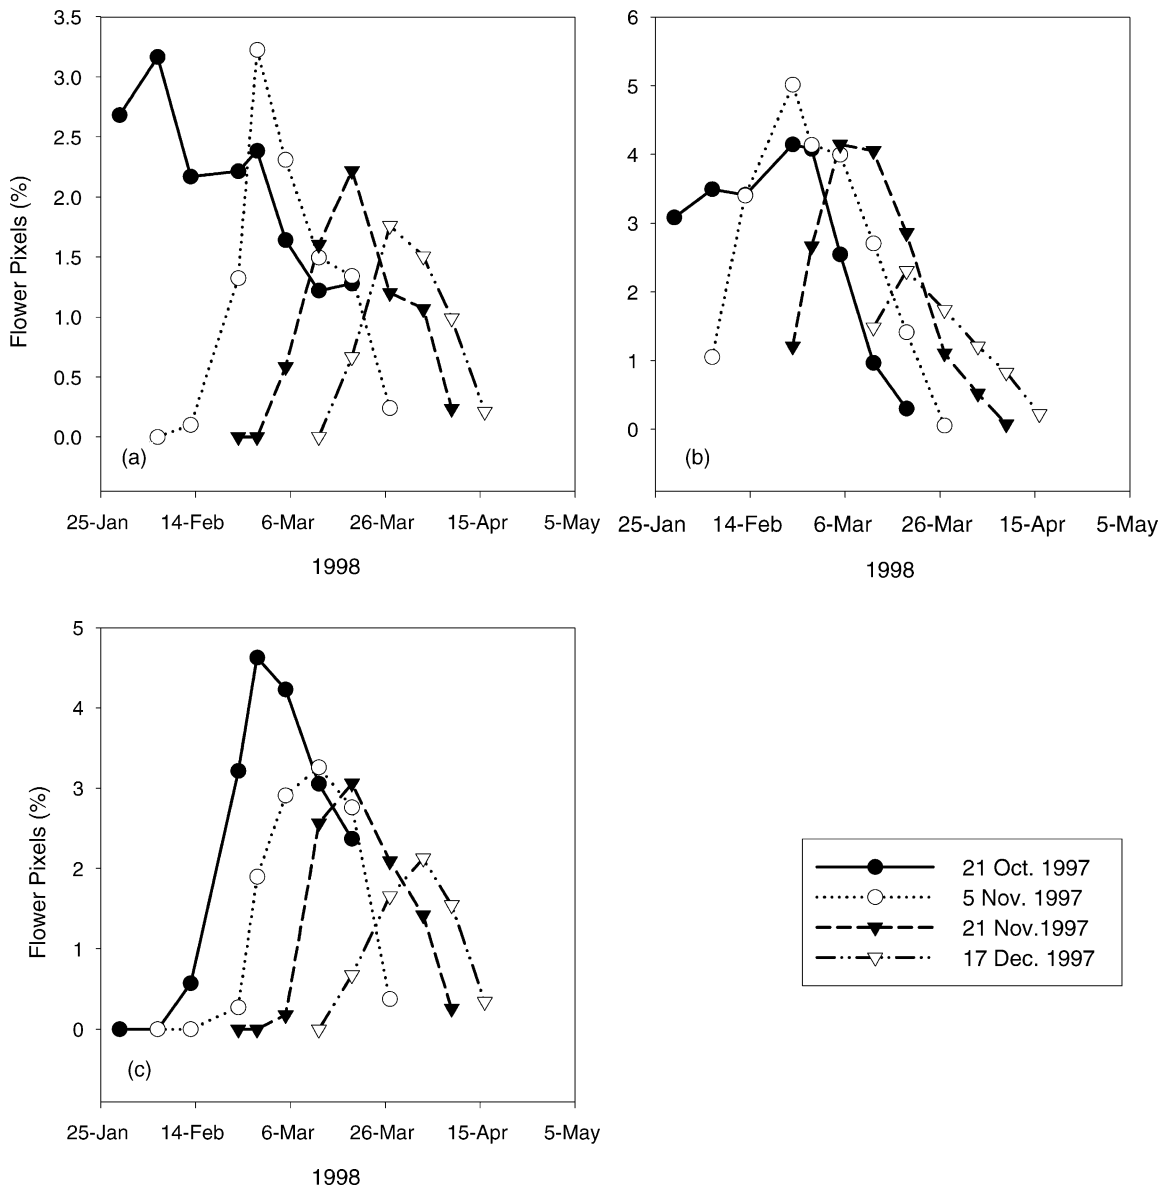 3.5
3.0
2.5
2.0
1.5
1.0
0.5
0.0
Flower Pixels (%)
(a)
25-Jan 14-Feb 6-Mar 26-Mar 15-Apr 5-May
1998
6
5
4
3
2
1
0
(b)
25-Jan 14-Feb 6-Mar 26-Mar 15-Apr 5-May
1998
5
4
3
2
1
0
Flower Pixels (%)
(c)
25-Jan 14-Feb 6-Mar 26-Mar 15-Apr 5-May
1998
21 Oct. 1997
5 Nov. 1997
21 Nov.1997
17 Dec. 1997